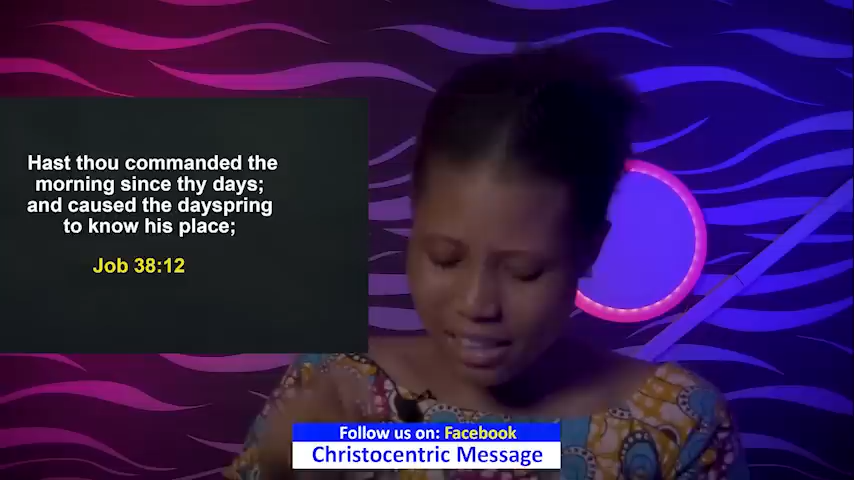 Hast thou commanded the
morning since thy days;
and caused the dayspring
to know his place;
Job 38:12
Follow us on: Facebook
Christocentric Message